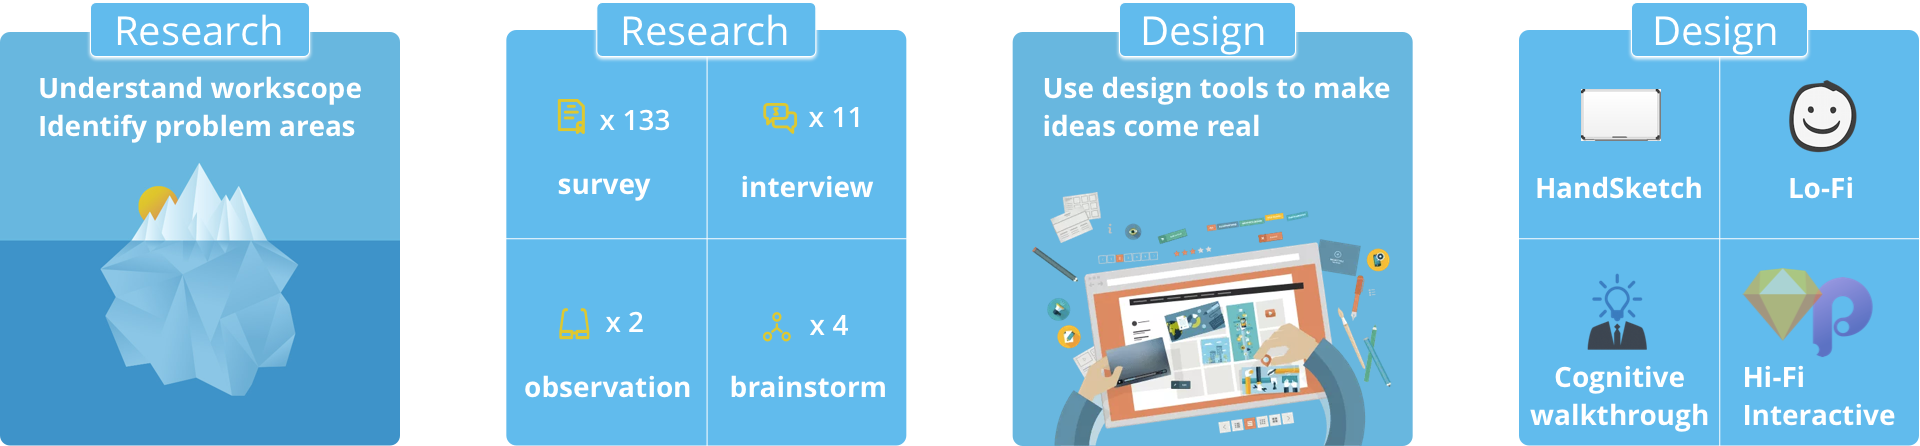 Research
Understand workscope
Identify problem areas
Research
x 133
survey
x 11
interview
x 2
observation
x 4
brainstorm
Design
Use design tools to make
ideas come real
Design
HandSketch
Lo-Fi
Cognitive
walkthrough
Hi-Fi
Interactive